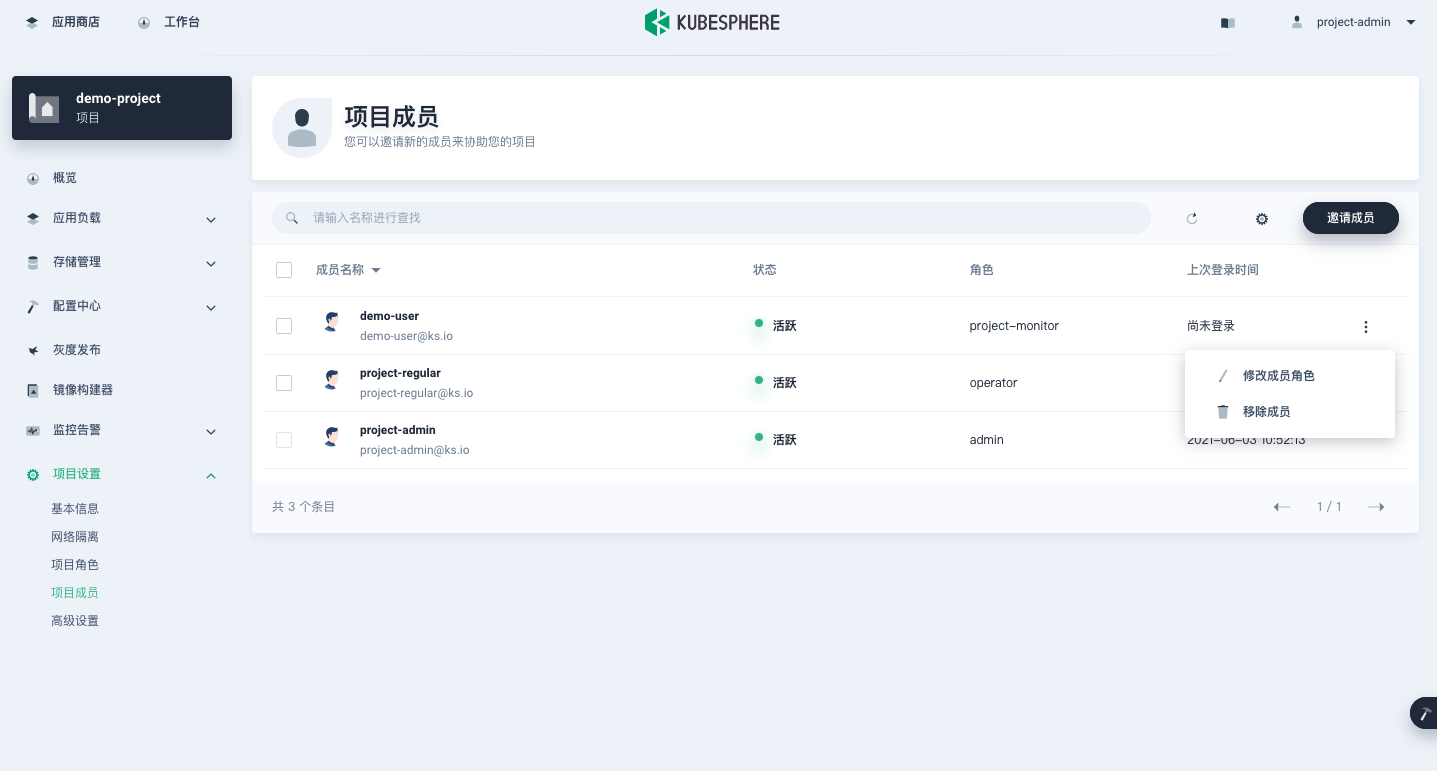 应用商店
工作台
KUBESPHERE
project-admin
demo-project
项目
概览
应用负载
存储管理
配置中心
灰度发布
镜像构建器
监控告警
项目设置
基本信息
网络隔离
项目角色
项目成员
高级设置
项目成员
您可以邀请新的成员来协助您的项目
请输入名称进行查找
邀请成员
成员名称 状态 角色 上次登录时间
demo-user
demo-user@ks.io
活跃
project-monitor
尚未登录
project-regular
project-regular@ks.io
活跃
operator
project-admin
project-admin@ks.io
活跃
admin
2021-06-03 10:52:13
修改成员角色
移除成员
共 3 个条目
1 / 1